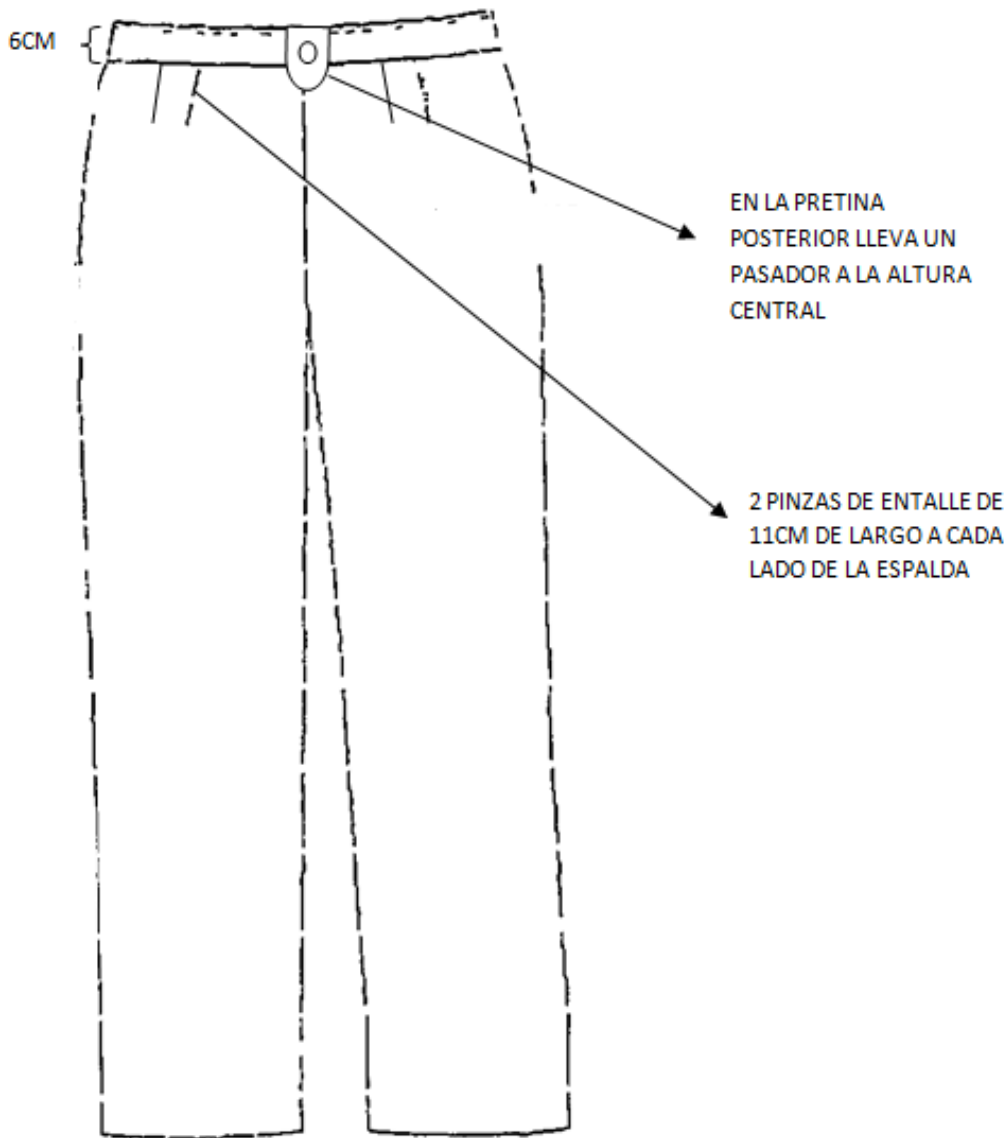 6CM
EN LA PRETINA
POSTERIOR LLEVA UN
PASADOR A LA ALTURA
CENTRAL
2 PINZAS DE ENTALLE DE
11CM DE LARGO A CADA
LADO DE LA ESPALDA